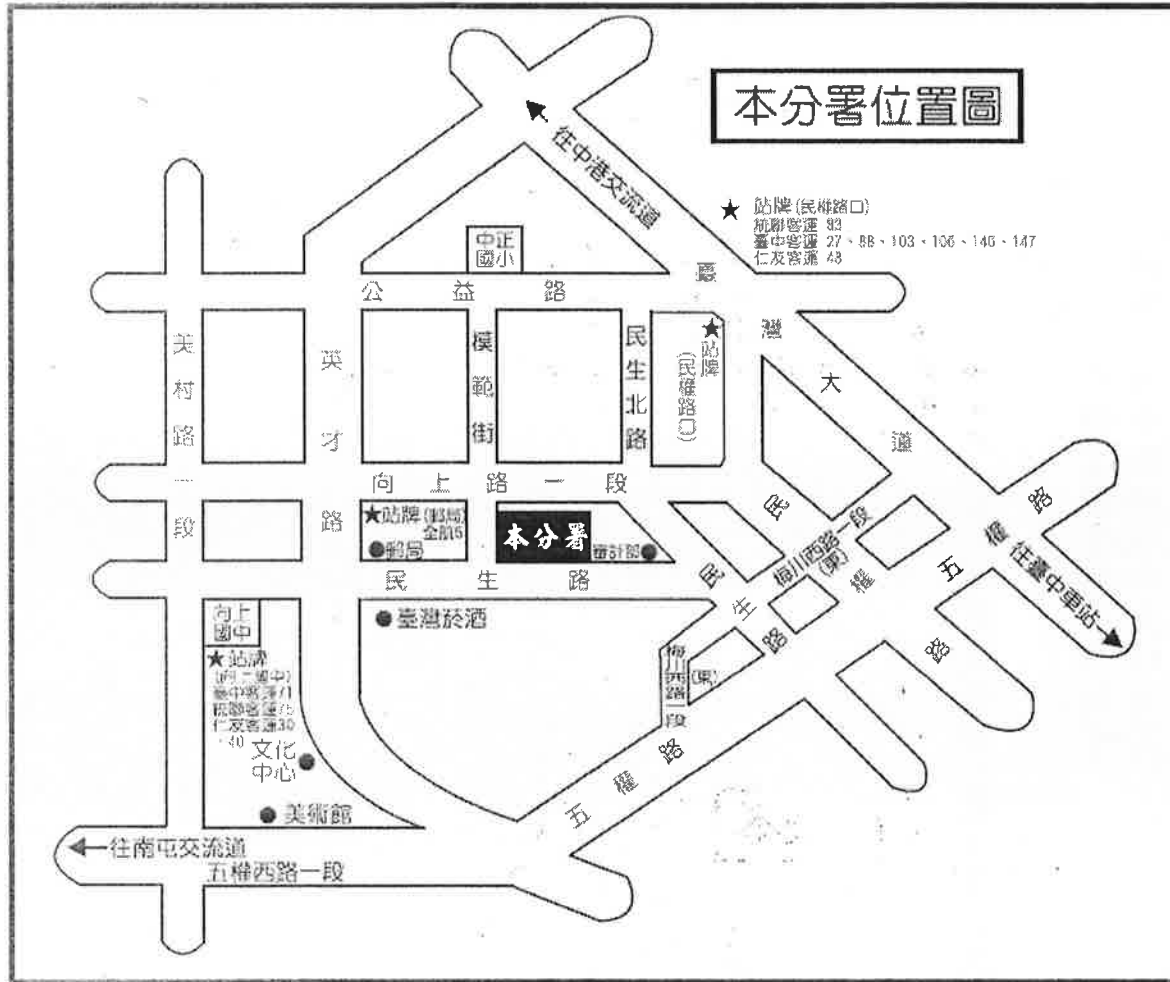 本分署位置圖
往中港交流道
★ 站牌(民權路口)
統聯客運 83
臺中客運 27、88、103、106、146、147
仁友客運 48
中正
國小
公益路
臺灣大道
美村路一段
英才路
模範街
民生北路
★站牌
(民權路口)
向上路一段
★站牌(郵局)
郵局
本分署
審計部
民生路
民權路
民生路
梅川西路一段
(東)
五權路
往臺中車站
向上
國中
★站牌
臺灣菸酒
梅川西路一段
(東)
臺中客運71
統聯客運75
仁友客運30
、40
文化
中心
美術館
五權路
往南屯交流道
五權西路一段